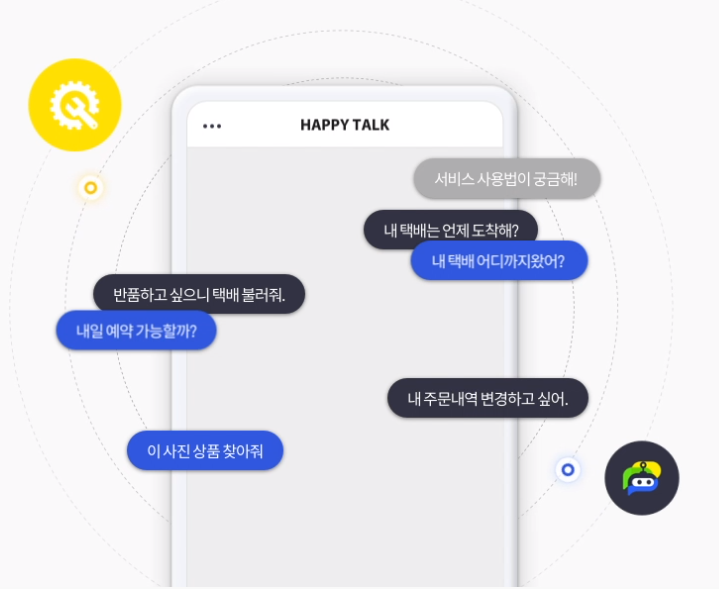 HAPPY TALK
서비스 사용법이 궁금해!
내 택배는 언제 도착해?
내 택배 어디까지왔어?
반품하고 싶으니 택배 불러줘.
내일 예약 가능할까?
내 주문내역 변경하고 싶어.
이 사진 상품 찾아줘